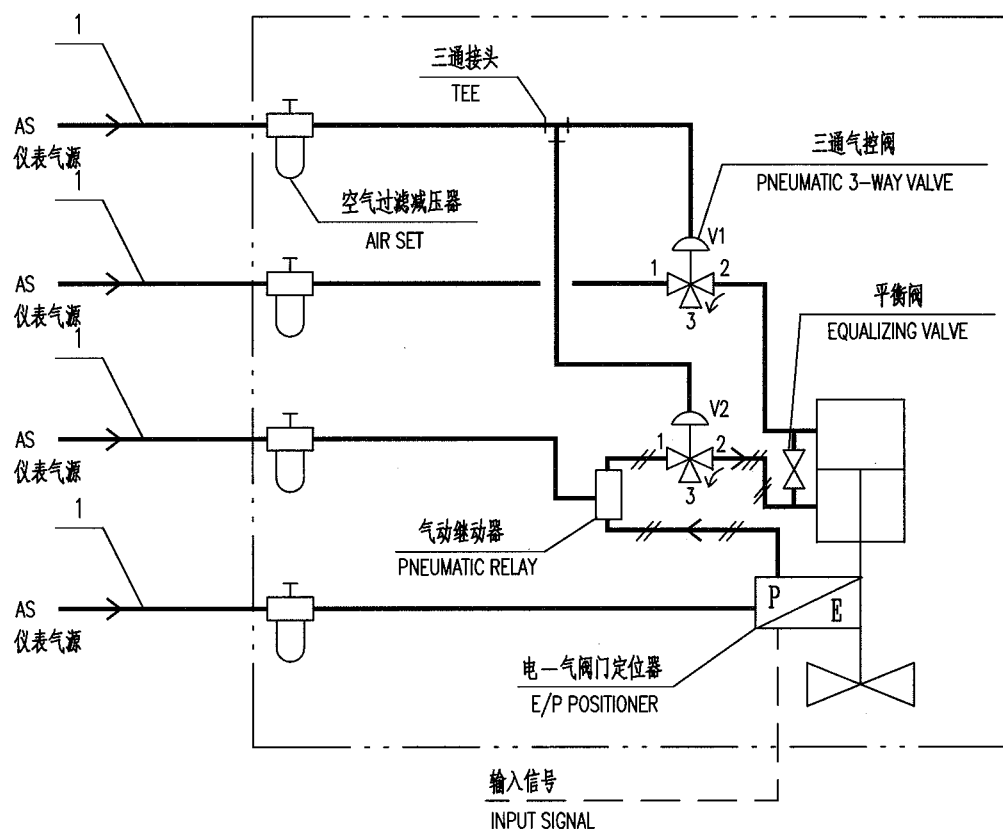 1
三通接头
TEE
AS
仪表气源
三通气控阀
PNEUMATIC 3-WAY VALVE
1
空气过滤减压器
AIR SET
V1
1
2
3
AS
仪表气源
平衡阀
EQUALIZING VALVE
1
V2
1
2
3
AS
仪表气源
气动继动器
PNEUMATIC RELAY
1
AS
仪表气源
P
E
电一气阀门定位器
E/P POSITIONER
输入信号
INPUT SIGNAL